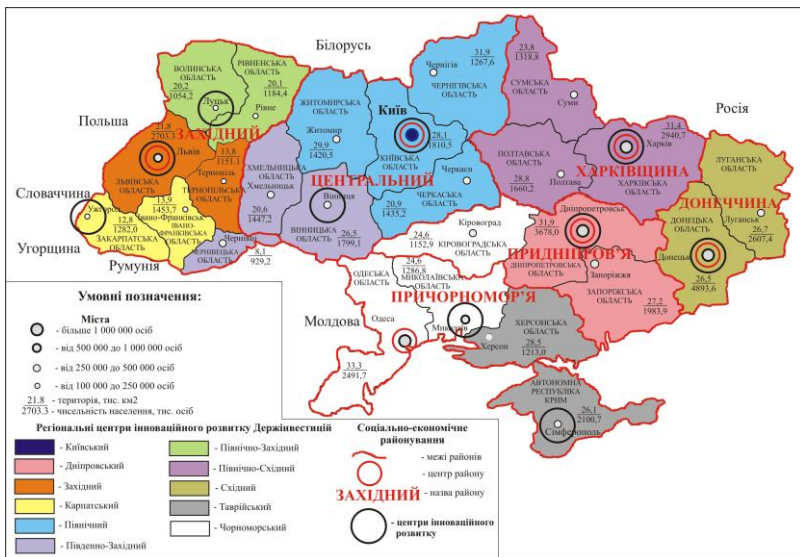 Білорусь
Польша
Словаччина
Угорщина
Румунія
Молдова
Росія
ВОЛИНСЬКА
ОБЛАСТЬ
20,2
1054,2
Луцьк
РІВНЕНСЬКА
ОБЛАСТЬ
20,1
1184,4
Рівне
ЖИТОМИРСЬКА
ОБЛАСТЬ
Житомир
29,9
1420,5
Київ
КИЇВСЬКА
ОБЛАСТЬ
28,1
1810,5
Чернігів
31,9
1267,6
ЧЕРНІГІВСЬКА
ОБЛАСТЬ
23,8
1318,8
СУМСЬКА
ОБЛАСТЬ
Суми
21,8
2703,3
ЗАХІДНИЙ
Львів
ЛЬВІВСЬКА
ОБЛАСТЬ
13,8
1151,1
Тернопіль
ТЕРНОПІЛЬСЬКА
ОБЛАСТЬ
ХМЕЛЬНИЦЬКА
ОБЛАСТЬ
Хмельницьк
20,6
1447,2
ЦЕНТРАЛЬНИЙ
Вінниця
ВІННИЦЬКА
ОБЛАСТЬ
26,5
1799,1
Черкаси
ЧЕРКАСЬКА
ОБЛАСТЬ
20,9
1435,2
ПОЛТАВСЬКА
ОБЛАСТЬ
28,8
1660,2
Полтава
31,4
2940,7
Харків
ХАРКІВЩИНА
ХАРКІВСЬКА
ОБЛАСТЬ
ЛУГАНСЬКА
ОБЛАСТЬ
Луганськ
26,7
2607,4
ДОНЕЧЧИНА
ДОНЕЦЬКА
ОБЛАСТЬ
Донецьк
26,5
4893,6
Ужгород
12,8
1282,0
ЗАКАРПАТСЬКА
ОБЛАСТЬ
13,9
1453,7
Івано-Франківськ
ІВАНО-
ФРАНКІВСЬКА
ОБЛАСТЬ
Чернівці
ЧЕРНІВЕЦЬКА
ОБЛАСТЬ
8,1
929,2
Кіровоград
24,6
1152,9
КІРОВОГРАДСЬКА
ОБЛАСТЬ
Дніпропетровськ
31,9
3678,0
ПРИДНІПРОВ'Я
ДНІПРОПЕТРОВСЬКА
ОБЛАСТЬ
Запоріжжя
ЗАПОРІЖСЬКА
ОБЛАСТЬ
27,2
1983,9
ОДЕСЬКА
ОБЛАСТЬ
Одеса
33,3
2491,7
24,6
1286,8
МИКОЛАЇВСЬКА
ОБЛАСТЬ
ПРИЧОРНОМОР'Я
Миколаїв
ХЕРСОНСЬКА
ОБЛАСТЬ
Херсон
28,5
1213,0
АВТОНОМНА
РЕСПУБЛІКА
КРИМ
26,1
2100,7
Сімферополь
Умовні позначення:
Міста
- більше 1 000 000 осіб
- від 500 000 до 1 000 000 осіб
- від 250 000 до 500 000 осіб
- від 100 000 до 250 000 осіб
21.8 - територія, тис. км2
2703.3 - чисельність населення, тис. осіб
Регіональні центри інноваційного розвитку Держінвестицій
- Київський
- Дніпровський
- Західний
- Карпатський
- Північний
- Південно-Західний
- Північно-Західний
- Північно-Східний
- Східний
- Таврійський
- Чорноморський
Соціально-економічне
районування
- межі районів
- центр району
ЗАХІДНИЙ - назва району
- центри інноваційного
розвитку